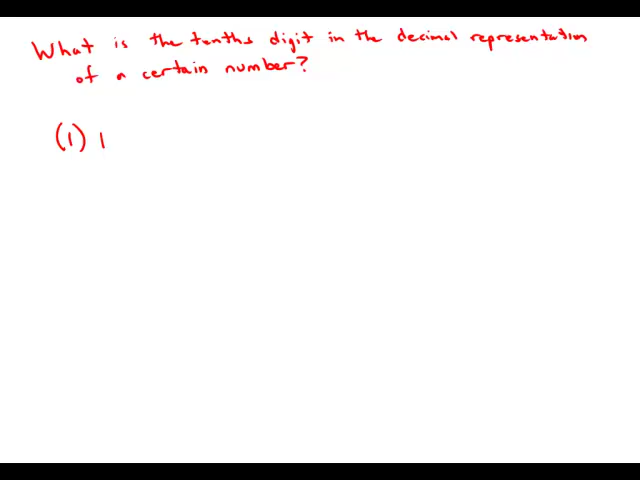 What is the tenths digit in the decimal representation
of a certain number?
(1) 1